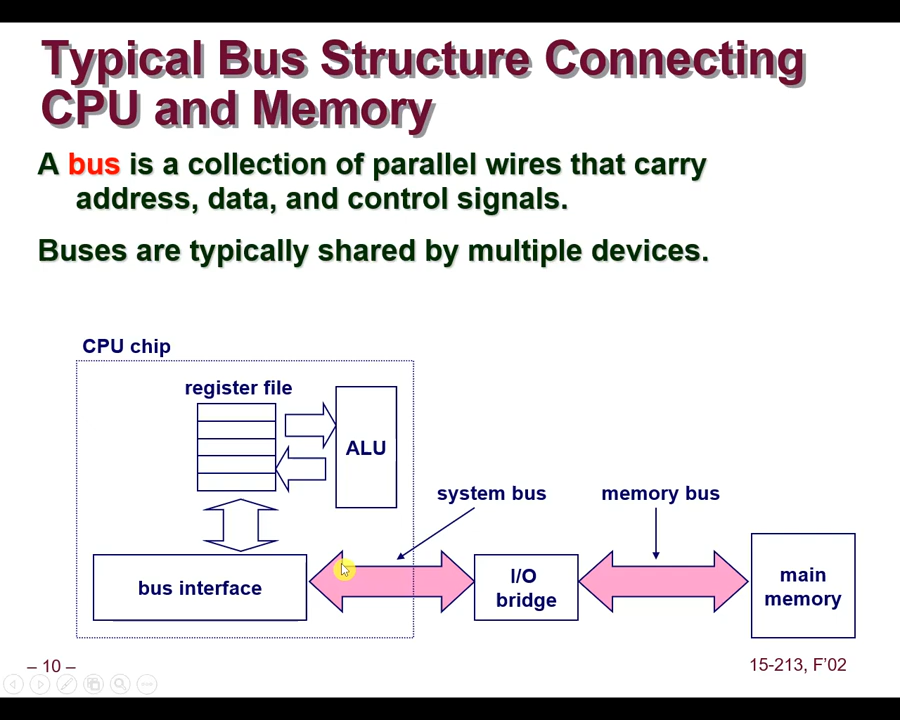 Typical Bus Structure Connecting
CPU and Memory
A bus is a collection of parallel wires that carry
address, data, and control signals.
Buses are typically shared by multiple devices.
CPU chip
register file
ALU
system bus
memory bus
bus interface
I/O
bridge
main
memory
– 10 –
15-213, F’02